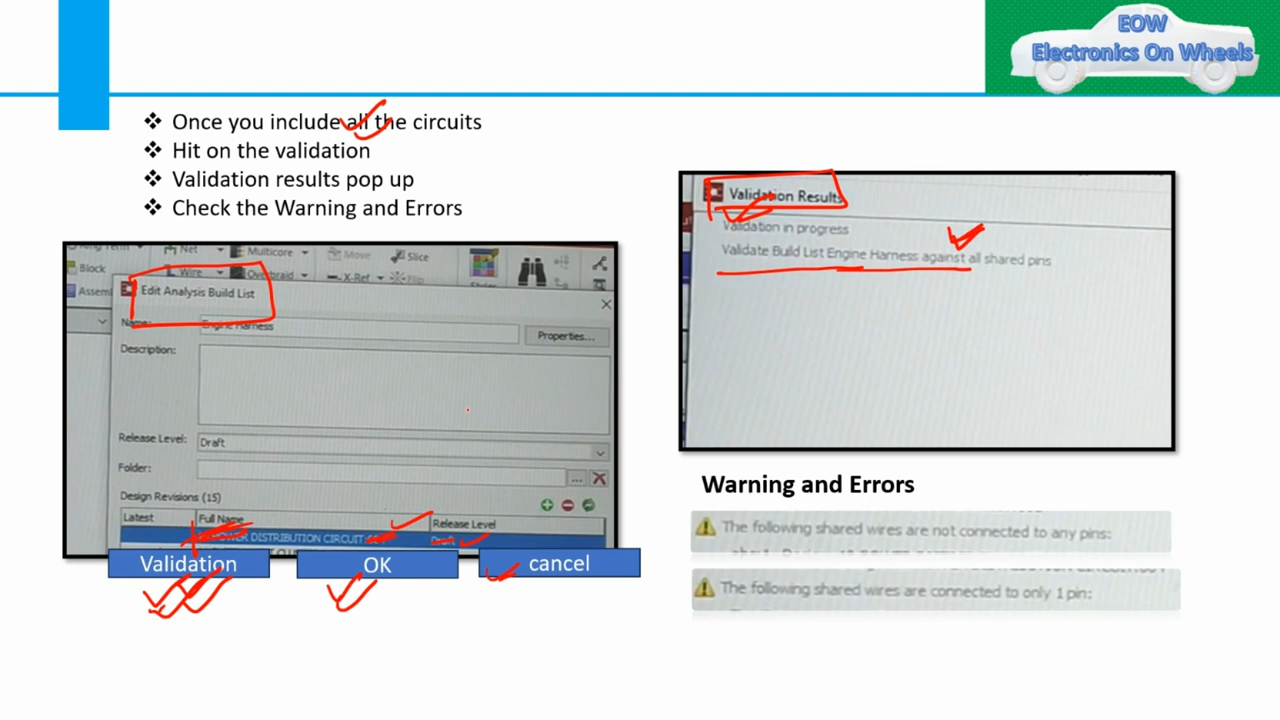 EOW
Electronics On Wheels
❖ Once you include all the circuits
❖ Hit on the validation
❖ Validation results pop up
❖ Check the Warning and Errors
Net
Multicore
Move
Slice
Block
Wire
Overbraid
X-Ref
Flip
Edit Analysis Build List
Name:
Engine Harness
Properties...
Description:
Release Level:
Draft
Folder:
...
Design Revisions (15)
Latest
Full Name
Release Level
POWER DISTRIBUTION CIRCUIT
Draft
Validation
OK
cancel
Validation Results
Validation in progress
Validate Build List Engine Harness against all shared pins
Warning and Errors
The following shared wires are not connected to any pins:
The following shared wires are connected to only 1 pin: